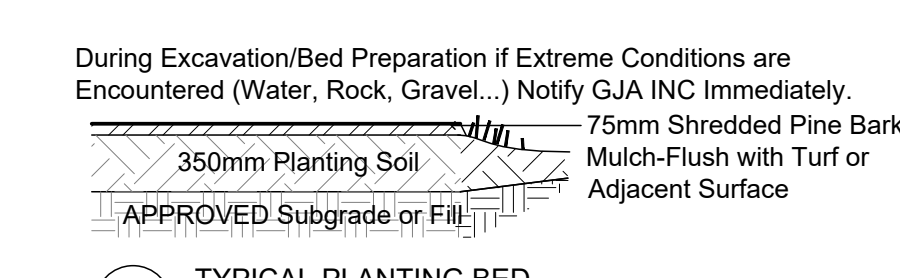 During Excavation/Bed Preparation if Extreme Conditions are
Encountered (Water, Rock, Gravel...) Notify GJA INC Immediately.
75mm Shredded Pine Bark
Mulch-Flush with Turf or
Adjacent Surface
350mm Planting Soil
APPROVED Subgrade or Fill
TYPICAL PLANTING BED